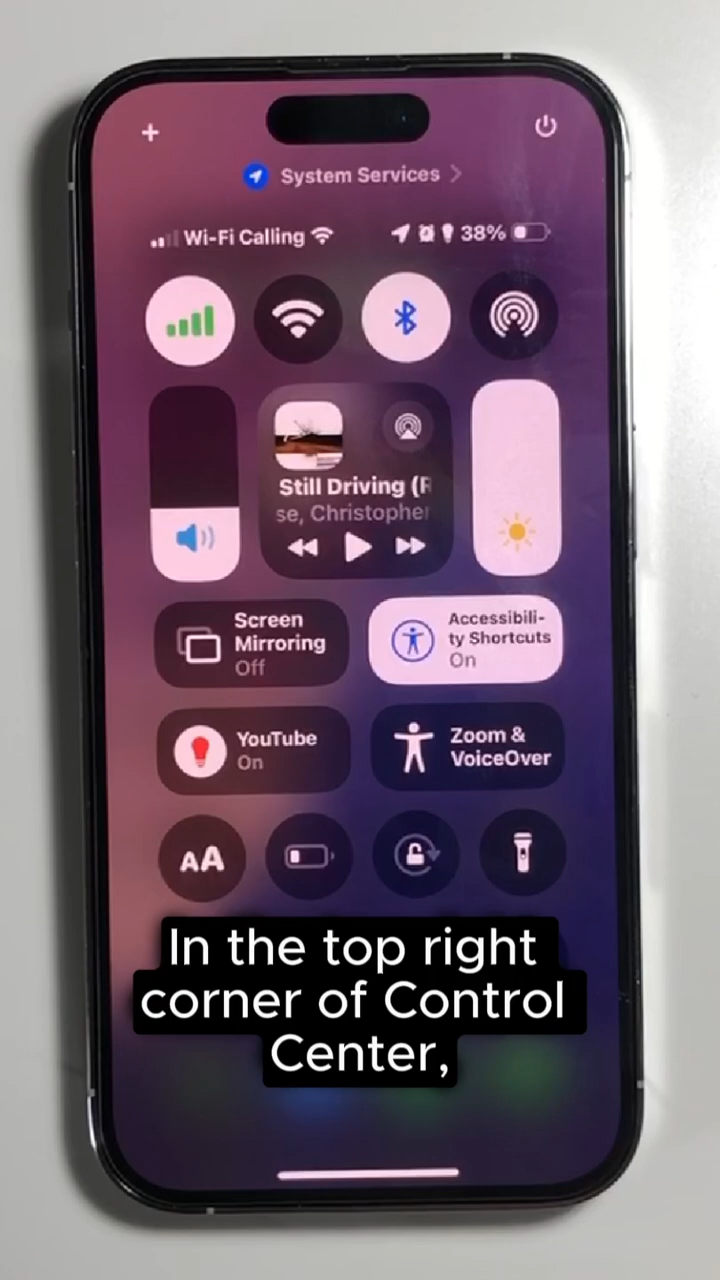 System Services
Wi-Fi Calling
38%
Still Driving (R
se, Christopher
Screen
Mirroring
Off
Accessibili-
ty Shortcuts
On
YouTube
On
Zoom &
VoiceOver
AA
In the top right
corner of Control
Center,